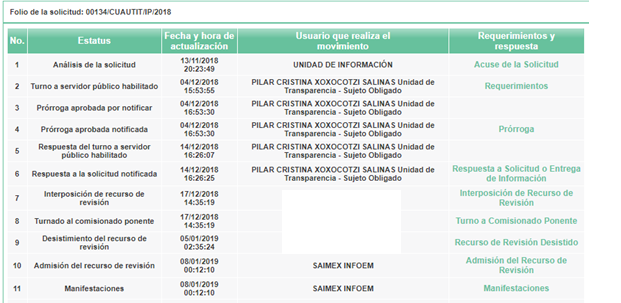 Folio de la solicitud: 00134/CUAUTIT/IP/2018
No. Estatus Fecha y hora de actualización Usuario que realiza el movimiento Requerimientos y respuesta
1 Análisis de la solicitud 13/11/2018 20:23:49 UNIDAD DE INFORMACIÓN Acuse de la Solicitud
2 Turno a servidor público habilitado 04/12/2018 15:53:55 PILAR CRISTINA XOXOCOTZI SALINAS Unidad de Transparencia - Sujeto Obligado Requerimientos
3 Prórroga aprobada por notificar 04/12/2018 16:53:30 PILAR CRISTINA XOXOCOTZI SALINAS Unidad de Transparencia - Sujeto Obligado
4 Prórroga aprobada notificada 04/12/2018 16:53:30 PILAR CRISTINA XOXOCOTZI SALINAS Unidad de Transparencia - Sujeto Obligado Prórroga
5 Respuesta del turno a servidor público habilitado 14/12/2018 16:26:07 PILAR CRISTINA XOXOCOTZI SALINAS Unidad de Transparencia - Sujeto Obligado
6 Respuesta a la solicitud notificada 14/12/2018 16:26:25 PILAR CRISTINA XOXOCOTZI SALINAS Unidad de Transparencia - Sujeto Obligado Respuesta a Solicitud o Entrega de Información
7 Interposición de recurso de revisión 17/12/2018 14:35:19 Interposición de Recurso de Revisión
8 Turnado al comisionado ponente 17/12/2018 14:35:19 Turno a Comisionado Ponente
9 Desistimiento del recurso de revisión 05/01/2019 02:35:24 Recurso de Revisión Desistido
10 Admisión del recurso de revisión 08/01/2019 00:12:10 SAIMEX INFOEM Admisión del Recurso de Revisión
11 Manifestaciones 08/01/2019 00:12:10 SAIMEX INFOEM Manifestaciones